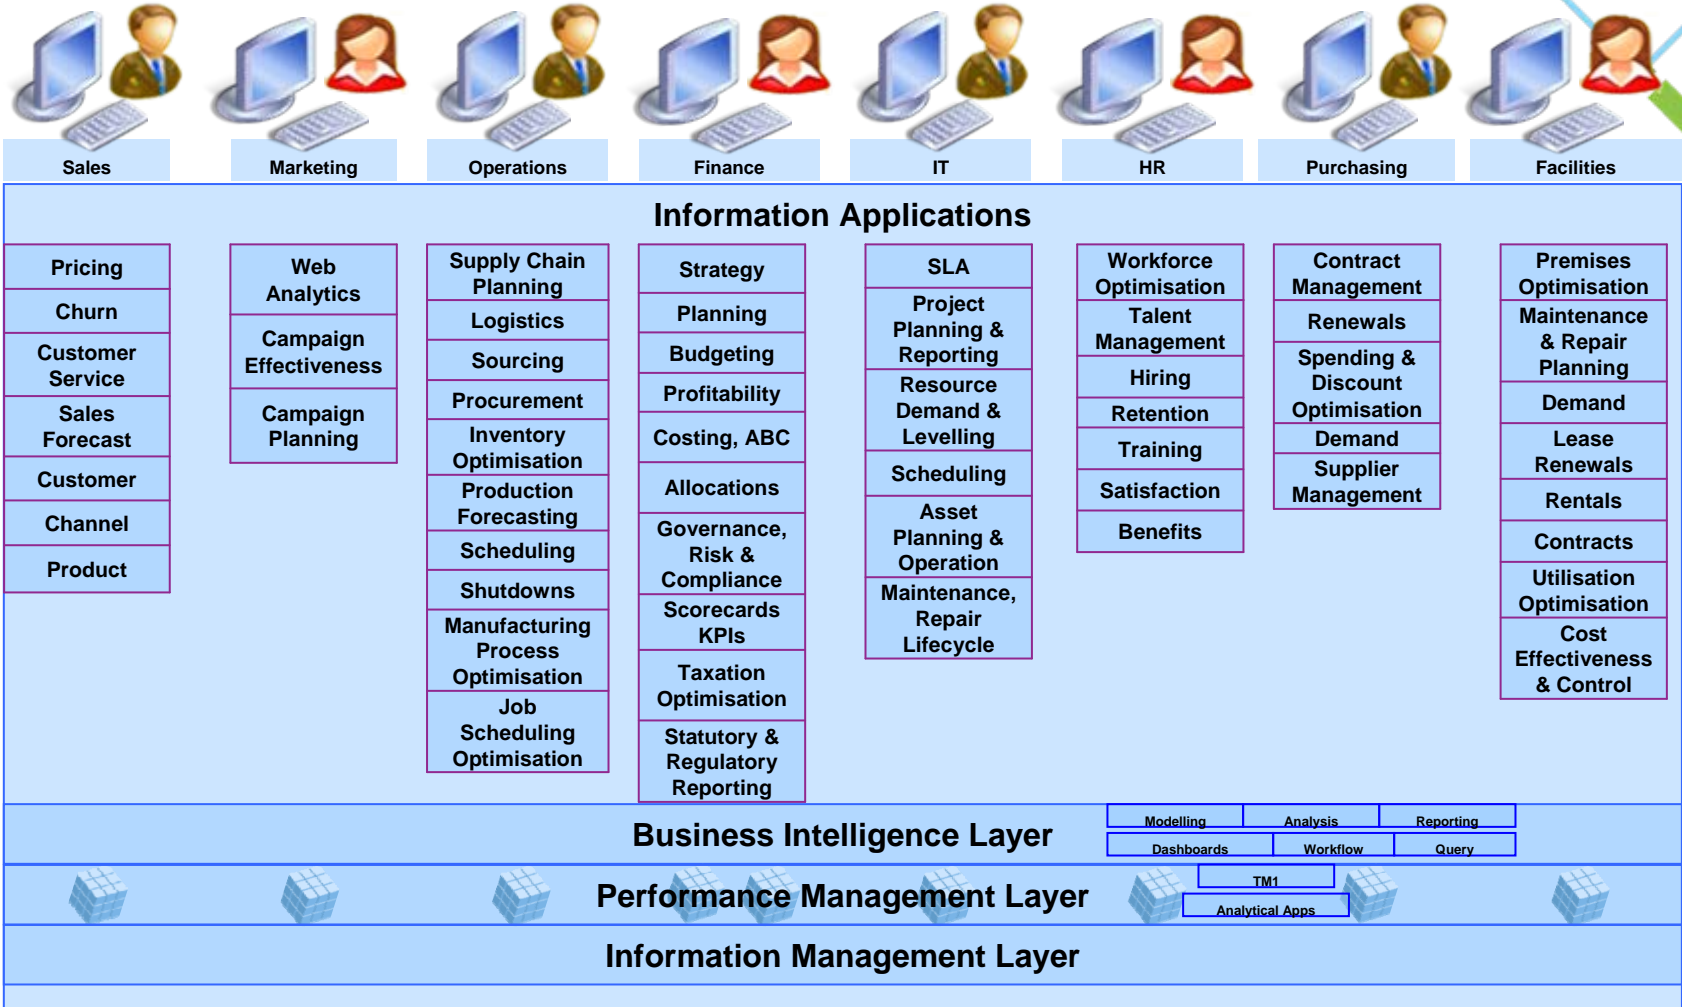 Sales
Marketing
Operations
Finance
IT
HR
Purchasing
Facilities
Information Applications
Pricing
Churn
Customer
Service
Sales
Forecast
Customer
Channel
Product
Web
Analytics
Campaign
Effectiveness
Campaign
Planning
Supply Chain
Planning
Logistics
Sourcing
Procurement
Inventory
Optimisation
Production
Forecasting
Scheduling
Shutdowns
Manufacturing
Process
Optimisation
Job
Scheduling
Optimisation
Strategy
Planning
Budgeting
Profitability
Costing, ABC
Allocations
Governance,
Risk &
Compliance
Scorecards
KPIs
Taxation
Optimisation
Statutory &
Regulatory
Reporting
SLA
Project
Planning &
Reporting
Resource
Demand &
Levelling
Scheduling
Asset
Planning &
Operation
Maintenance,
Repair
Lifecycle
Workforce
Optimisation
Talent
Management
Hiring
Retention
Training
Satisfaction
Benefits
Contract
Management
Renewals
Spending &
Discount
Optimisation
Demand
Supplier
Management
Premises
Optimisation
Maintenance
& Repair
Planning
Demand
Lease
Renewals
Rentals
Contracts
Utilisation
Optimisation
Cost
Effectiveness
& Control
Business Intelligence Layer
Modelling
Analysis
Reporting
Dashboards
Workflow
Query
Performance Management Layer
TM1
Analytical Apps
Information Management Layer